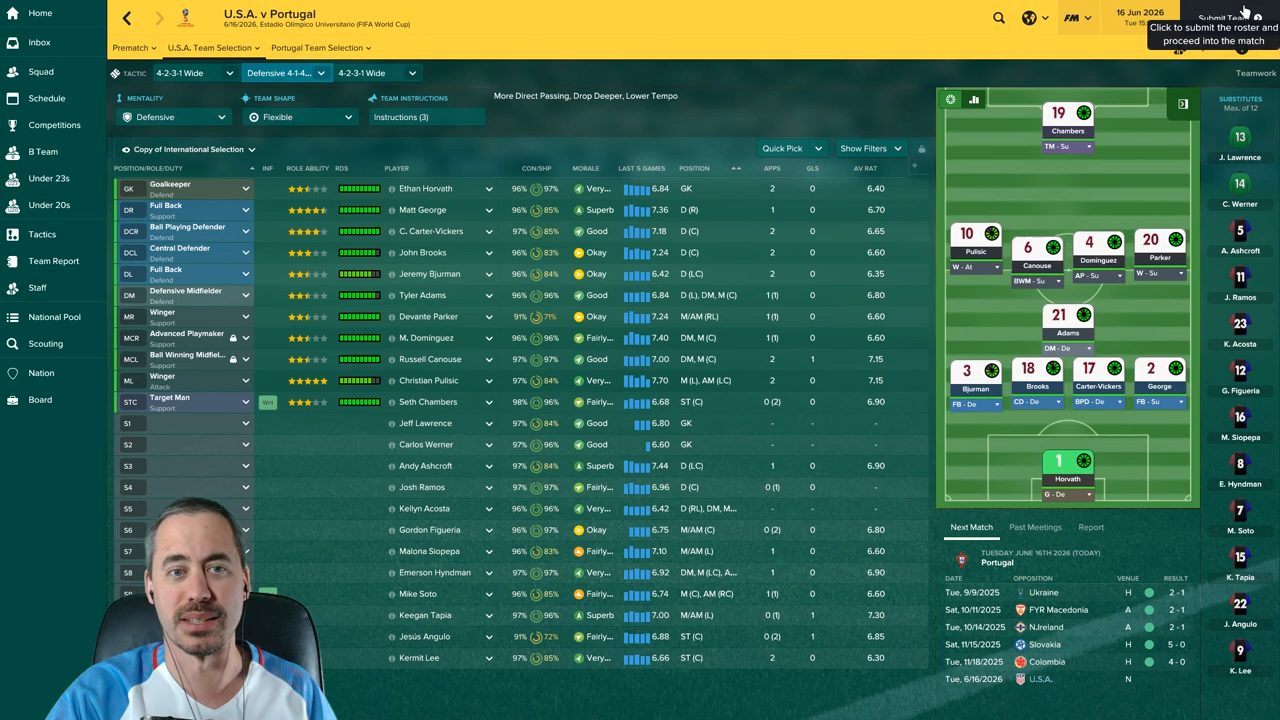 Home
Inbox
Squad
Schedule
Competitions
B Team
Under 23s
Under 20s
Tactics
Team Report
Staff
National Pool
Scouting
Nation
Board
U.S.A. v Portugal
6/16/2026, Estadio Olímpico Universitario (FIFA World Cup)
FM
16 Jun 2026
Tue 15:
Submit Team
Click to submit the roster and
proceed into the match
Prematch
U.S.A. Team Selection
Portugal Team Selection
TACTIC 4-2-3-1 Wide Defensive 4-1-4... 4-2-3-1 Wide
Teamwork
MENTALITY TEAM SHAPE TEAM INSTRUCTIONS
Defensive Flexible Instructions (3)
More Direct Passing, Drop Deeper, Lower Tempo
Copy of International Selection
Quick Pick Show Filters
POSITION/ROLE/DUTY INF ROLE ABILITY RDS PLAYER CON/SHP MORALE LAST 5 GAMES POSITION APPS GLS AV RAT
GK Goalkeeper Defend Ethan Horvath 96% 97% Very... 6.84 GK 2 0 6.40
DR Full Back Support Matt George 96% 85% Superb 7.36 D (R) 1 0 6.70
DCR Ball Playing Defender Defend C. Carter-Vickers 97% 85% Good 7.18 D (C) 2 0 6.65
DCL Central Defender Defend John Brooks 96% 83% Okay 7.24 D (C) 2 0 6.60
DL Full Back Defend Jeremy Bjurman 96% 84% Okay 6.42 D (LC) 2 0 6.35
DM Defensive Midfielder Defend Tyler Adams 96% 96% Good 6.84 D (L), DM, M (C) 1 (1) 0 6.80
MR Winger Support Devante Parker 91% 71% Okay 7.24 M/AM (RL) 2 0 6.60
MCR Advanced Playmaker Support M. Domínguez 96% 96% Fairly... 7.40 DM, M (C) 1 (1) 0 6.60
MCL Ball Winning Midfiel... Support Russell Canouse 97% 97% Good 7.00 DM, M (C) 2 1 7.15
ML Winger Attack Christian Pulisic 97% 84% Very... 7.70 M (L), AM (LC) 2 0 7.15
STC Target Man Support Wnt Seth Chambers 98% 96% Fairly... 6.68 ST (C) 0 (2) 0 6.90
S1 Jeff Lawrence 97% 84% Good 6.80 GK - - -
S2 Carlos Werner 97% 96% Good 6.60 GK - - -
S3 Andy Ashcroft 97% 84% Superb 7.44 D (LC) 2 0 6.90
S4 Josh Ramos 97% 96% Fairly... 6.96 D (C) 0 (1) 0 -
S5 Kellyn Acosta 96% 96% Very... 6.42 D (RL), DM, M... - - -
S6 Gordon Figueria 96% 97% Okay 6.75 M/AM (C) 0 (2) 0 6.80
S7 Malona Siopepa 96% 83% Fairly... 7.10 M/AM (L) 1 0 6.60
S8 Emerson Hyndman 97% 97% Very... 6.92 DM, M (LC), A... 2 0 6.90
Mike Soto 96% 85% Fairly... 6.74 M (C), AM (RC) 1 (1) 0 6.60
Keegan Tapia 97% 96% Superb 7.00 M/AM (L) 0 1 7.30
Jesús Angulo 91% 72% Fairly... 6.88 ST (C) 0 (2) 1 6.85
Kermit Lee 97% 85% Very... 6.66 ST (C) 2 0 6.30
19
Chambers
TM - Su
10 6 4 20
Pulisic Canouse Domínguez Parker
W - At BWM - Su AP - Su W - Su
21
Adams
DM - De
3 18 17 2
Bjurman Brooks Carter-Vickers George
FB - De CD - De BPD - De FB - Su
1
Horvath
G - De
Next Match Past Meetings Report
TUESDAY JUNE 16TH 2026 (TODAY)
Portugal
DATE OPPOSITION VENUE RESULT
Tue, 9/9/2025 Ukraine H 2 - 1
Sat, 10/11/2025 FYR Macedonia A 2 - 1
Tue, 10/14/2025 N.Ireland A 2 - 1
Sat, 11/15/2025 Slovakia H 5 - 0
Tue, 11/18/2025 Colombia H 4 - 0
Tue, 6/16/2026 U.S.A. N
SUBSTITUTES
Max. of 12
13
J. Lawrence
14
C. Werner
5
A. Ashcroft
11
J. Ramos
23
K. Acosta
12
G. Figueria
16
M. Siopepa
8
E. Hyndman
7
M. Soto
15
K. Tapia
22
J. Angulo
9
K. Lee